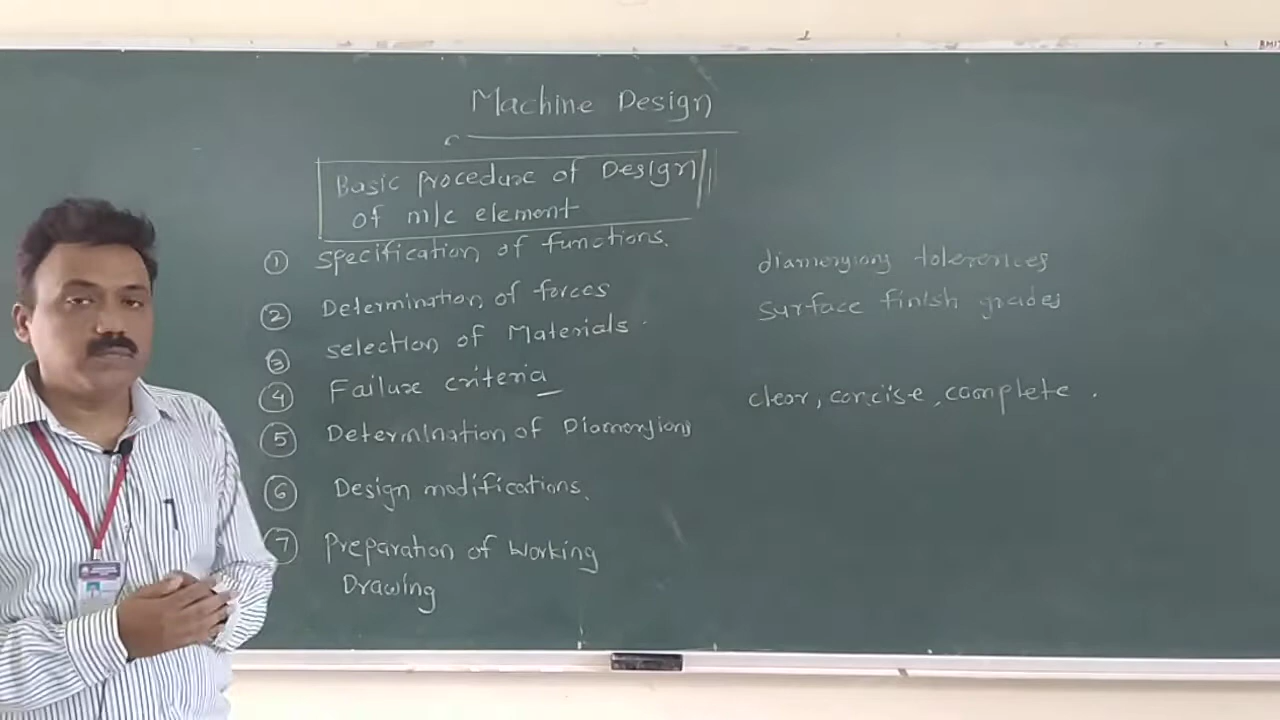 Machine Design
Basic procedure of Design
of m/c element
① Specification of functions.
② Determination of forces
③ selection of Materials.
④ Failure criteria
⑤ Determination of Diamensions
⑥ Design modifications.
⑦ Preparation of Working
Drawing
diamensions tolerences
surface finish grades
clear, concise, complete.